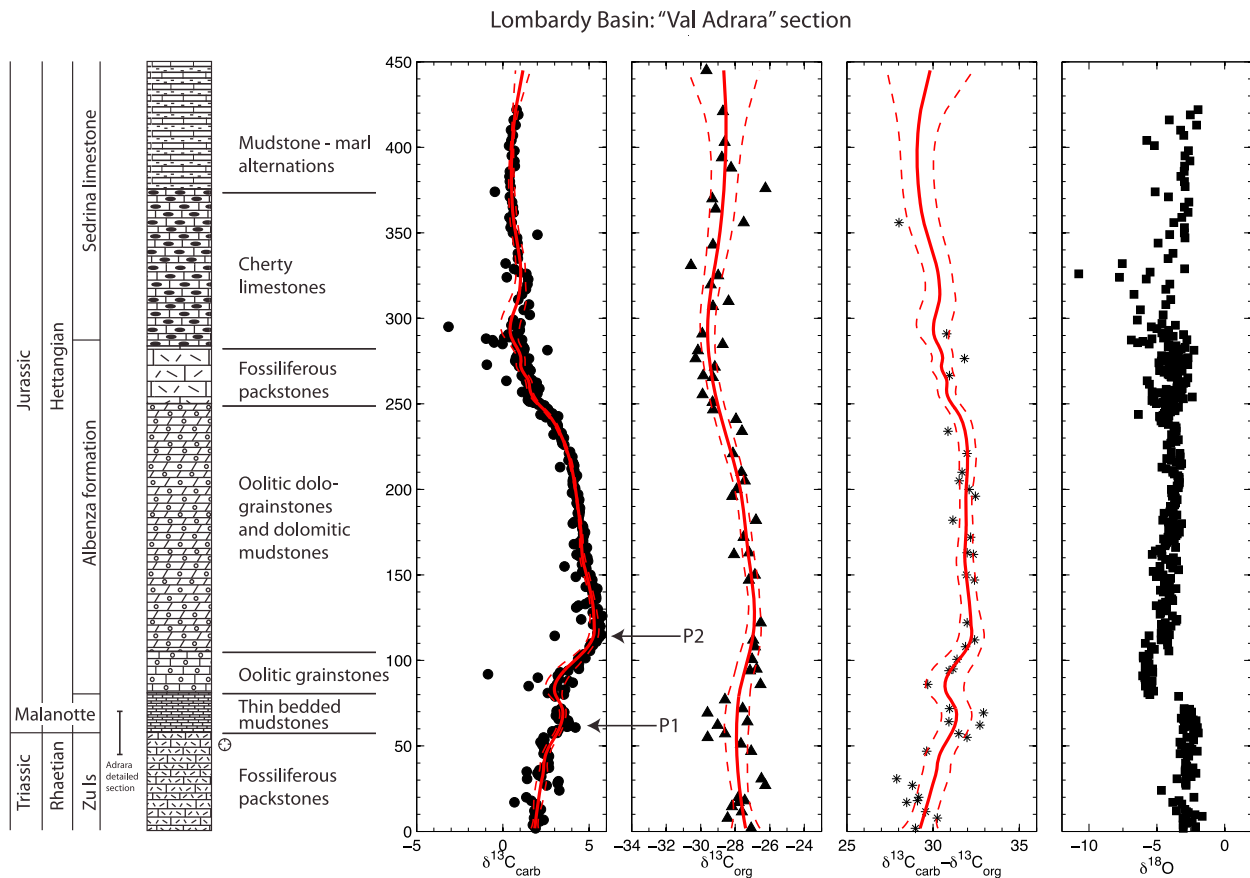 Lombardy Basin: “Val Adrara” section
Jurassic
Triassic
Hettangian
Rhaetian
Malanotte
Sedrina limestone
Albenza formation
Zu ls
Adrara
detailed
section
Mudstone - marl
alternations
Cherty
limestones
Fossiliferous
packstones
Oolitic dolo-
grainstones
and dolomitic
mudstones
Oolitic grainstones
Thin bedded
mudstones
Fossiliferous
packstones
450
400
350
300
250
200
150
100
50
0
P2
P1
0 5
−34 −32 −30 −28 −26 −24
25 30 35
−10 −5 0
δ13Ccarb
δ13Corg
δ13Ccarb–δ13Corg
δ18O